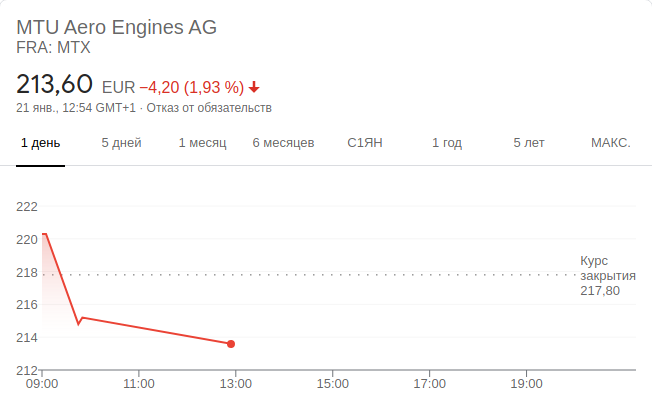 MTU Aero Engines AG
FRA: MTX
213,60 EUR −4,20 (1,93 %)
21 янв., 12:54 GMT+1 · Отказ от обязательств
1 день 5 дней 1 месяц 6 месяцев С1ЯН 1 год 5 лет МАКС.
222
220
218
216
214
212
Курс
закрытия
217,80
09:00 11:00 13:00 15:00 17:00 19:00